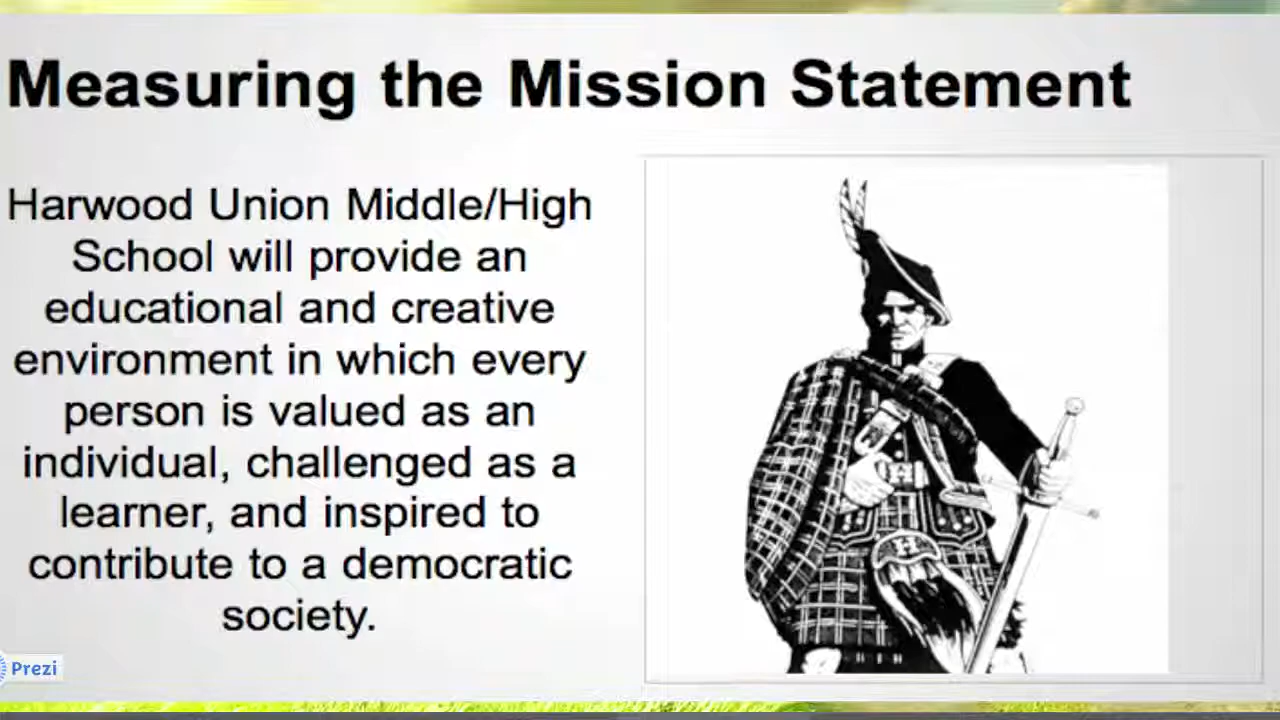 Measuring the Mission Statement
Harwood Union Middle/High
School will provide an
educational and creative
environment in which every
person is valued as an
individual, challenged as a
learner, and inspired to
contribute to a democratic
society.
H
H
Prezi